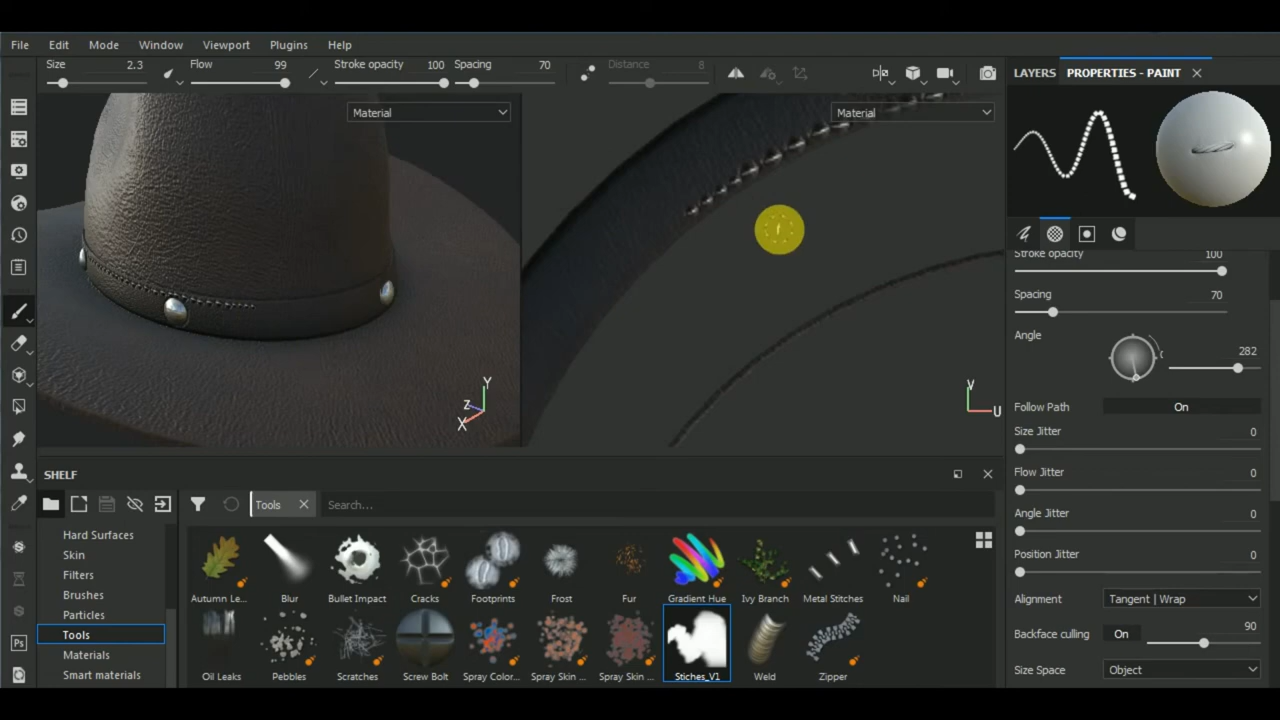 File Edit Mode Window Viewport Plugins Help
Size 2.3 Flow 99 Stroke opacity 100 Spacing 70 Distance 8
LAYERS PROPERTIES - PAINT
Material
Material
Y
Z
X
V
U
Stroke opacity 100
Spacing 70
Angle
282
Follow Path On
Size Jitter 0
Flow Jitter 0
Angle Jitter 0
Position Jitter 0
Alignment Tangent | Wrap
Backface culling On 90
Size Space Object
SHELF
Tools Search...
Hard Surfaces
Skin
Filters
Brushes
Particles
Tools
Materials
Smart materials
Autumn Le... Blur Bullet Impact Cracks Footprints Frost Fur Gradient Hue Ivy Branch Metal Stitches Nail
Oil Leaks Pebbles Scratches Screw Bolt Spray Color... Spray Skin ... Spray Skin ... Stiches_V1 Weld Zipper
Ps